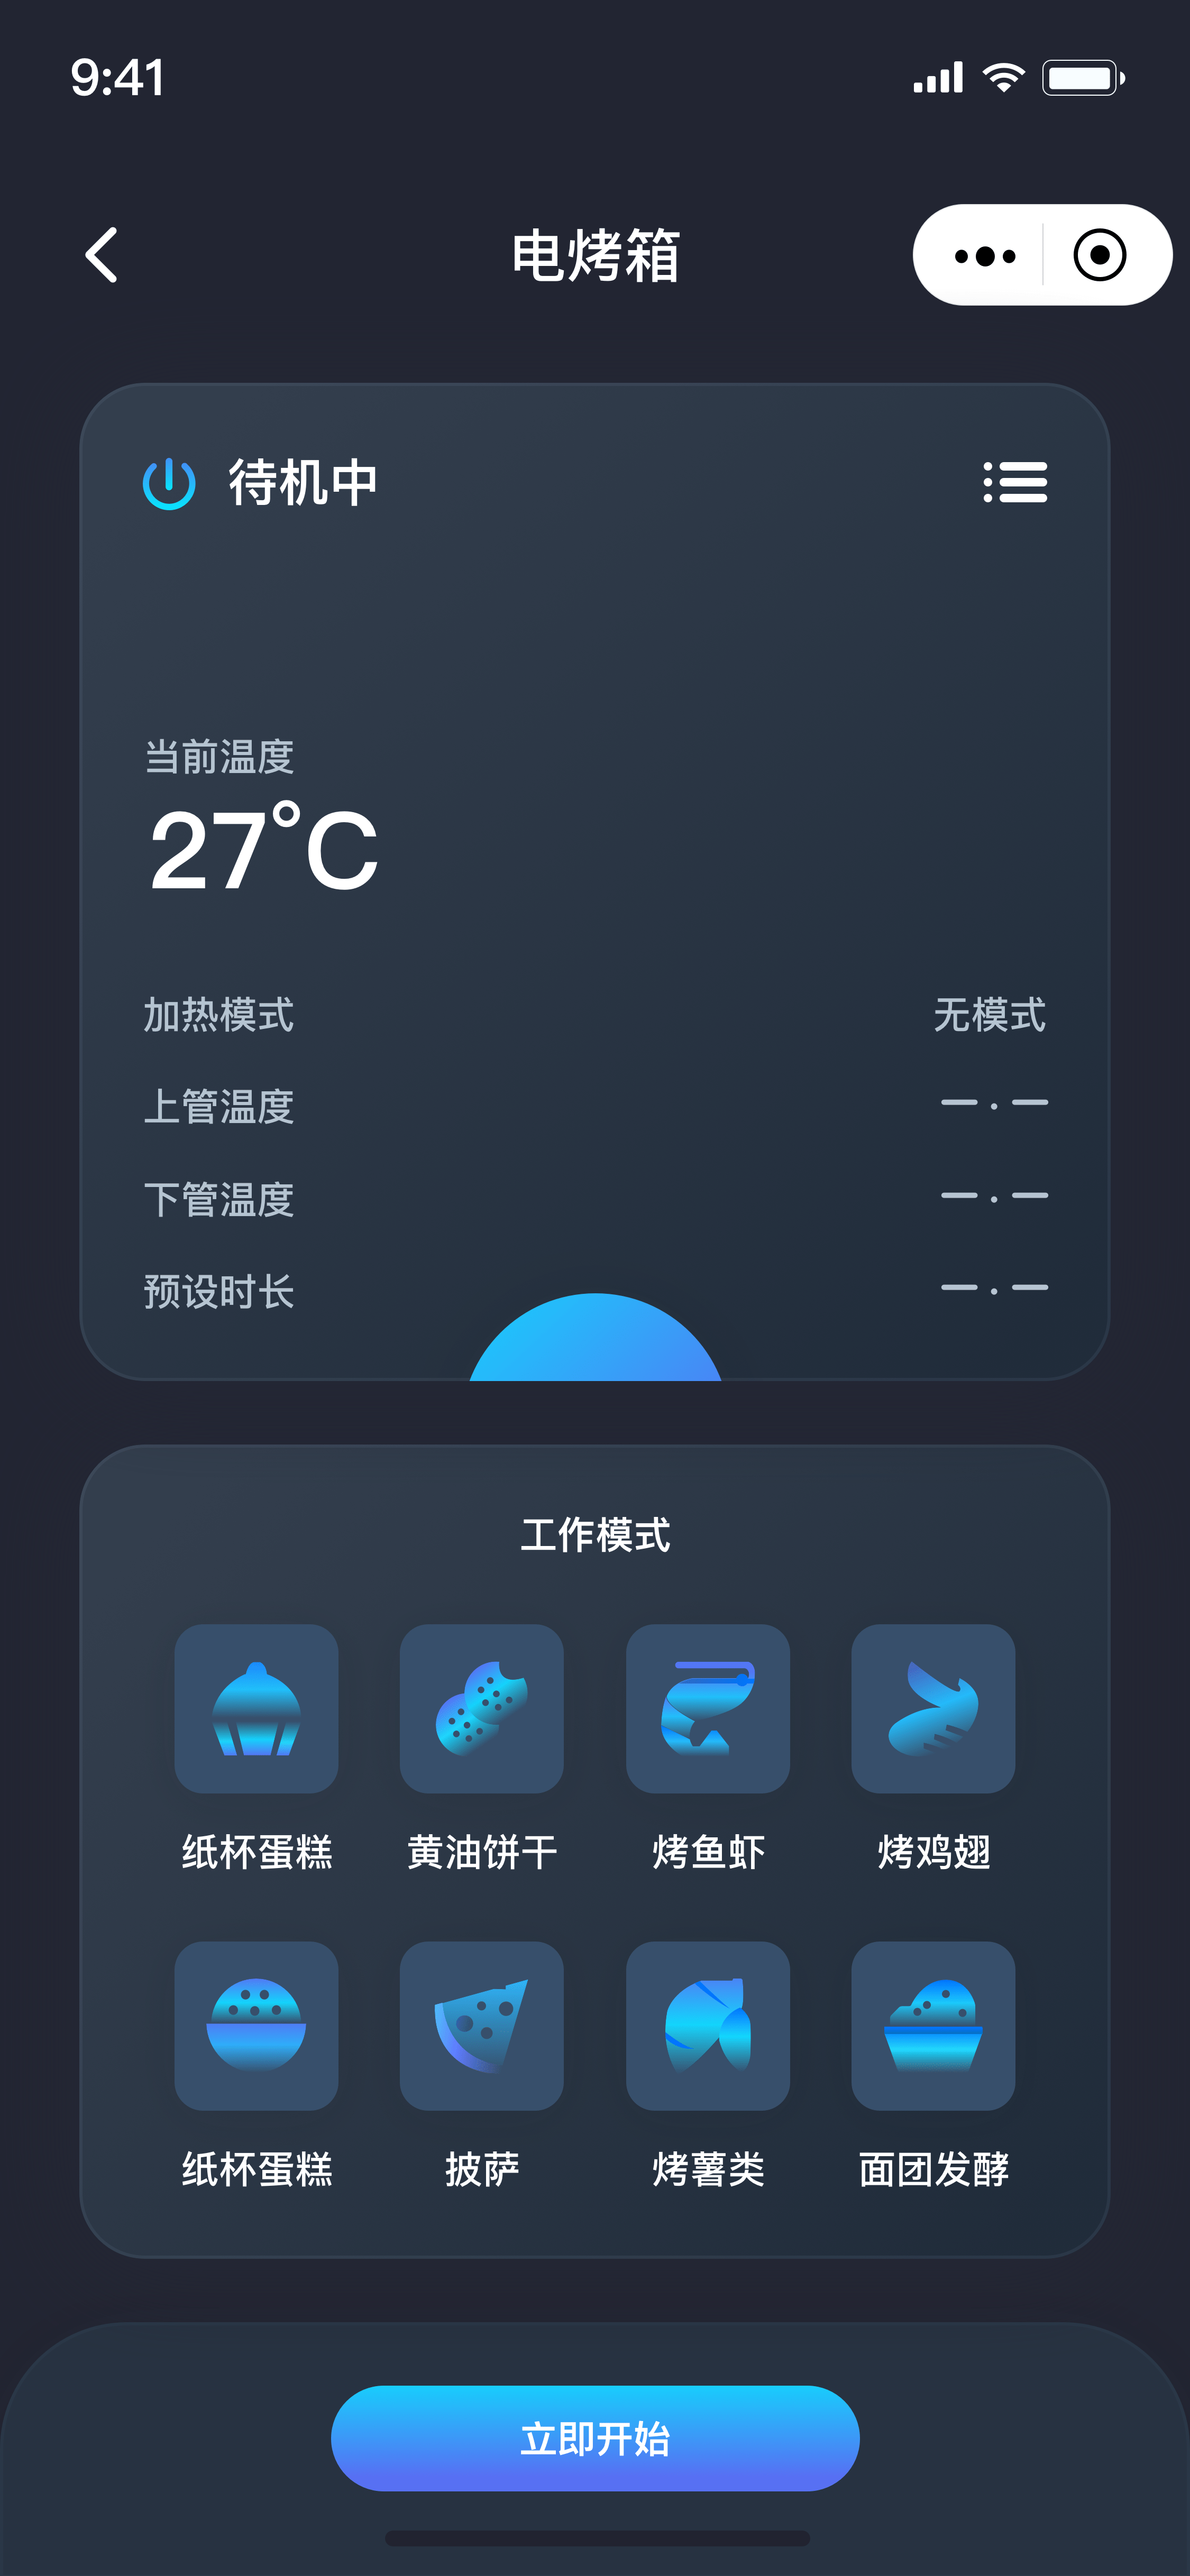 9:41
电烤箱
待机中
当前温度
27°C
加热模式 无模式
上管温度 — . —
下管温度 — . —
预设时长 — . —
工作模式
纸杯蛋糕 黄油饼干 烤鱼虾 烤鸡翅
纸杯蛋糕 披萨 烤薯类 面团发酵
立即开始